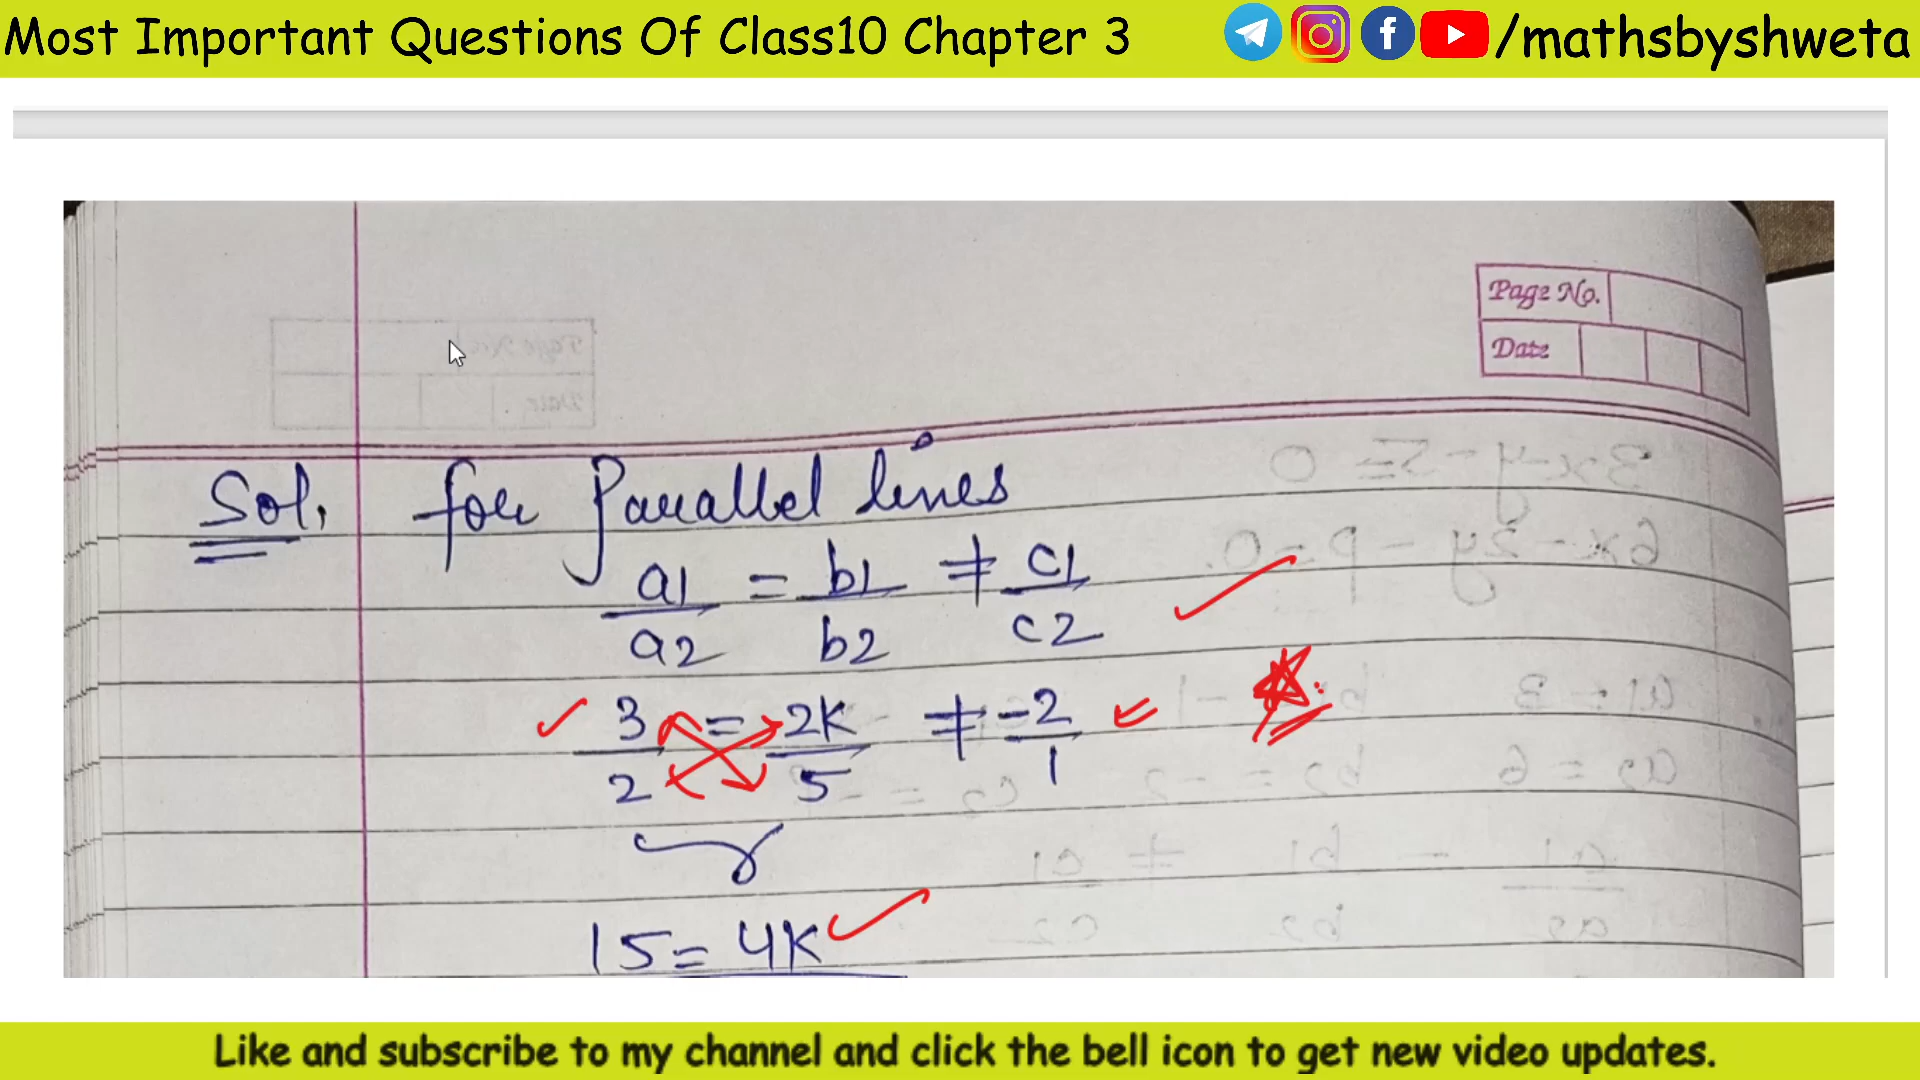 Most Important Questions Of Class10 Chapter 3
/mathsbyshweta
Page No.
Date
Sol. for Parallel lines
a1/a2 = b1/b2 ≠ c1/c2
3/2 = 2K/5 ≠ -2/1
15 = 4K
Like and subscribe to my channel and click the bell icon to get new video updates.